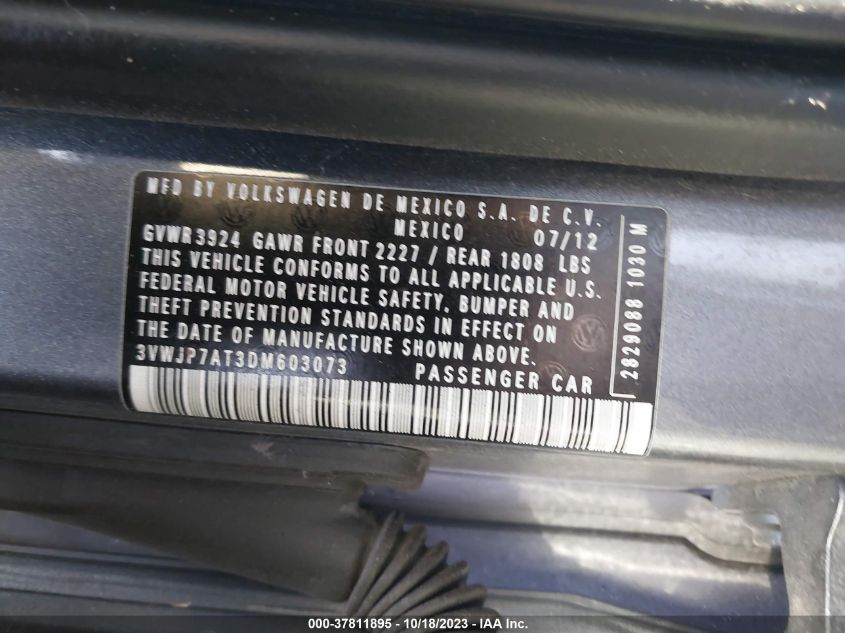 MFD BY VOLKSWAGEN DE MEXICO S.A. DE C.V.
MEXICO 07/12
GVWR 3924 GAWR FRONT 2227 / REAR 1808 LBS
THIS VEHICLE CONFORMS TO ALL APPLICABLE U.S.
FEDERAL MOTOR VEHICLE SAFETY, BUMPER AND
THEFT PREVENTION STANDARDS IN EFFECT ON
THE DATE OF MANUFACTURE SHOWN ABOVE.
3VWJP7AT3DM603073 PASSENGER CAR
2829088 1030 M
000-37811895 - 10/18/2023 - IAA Inc.